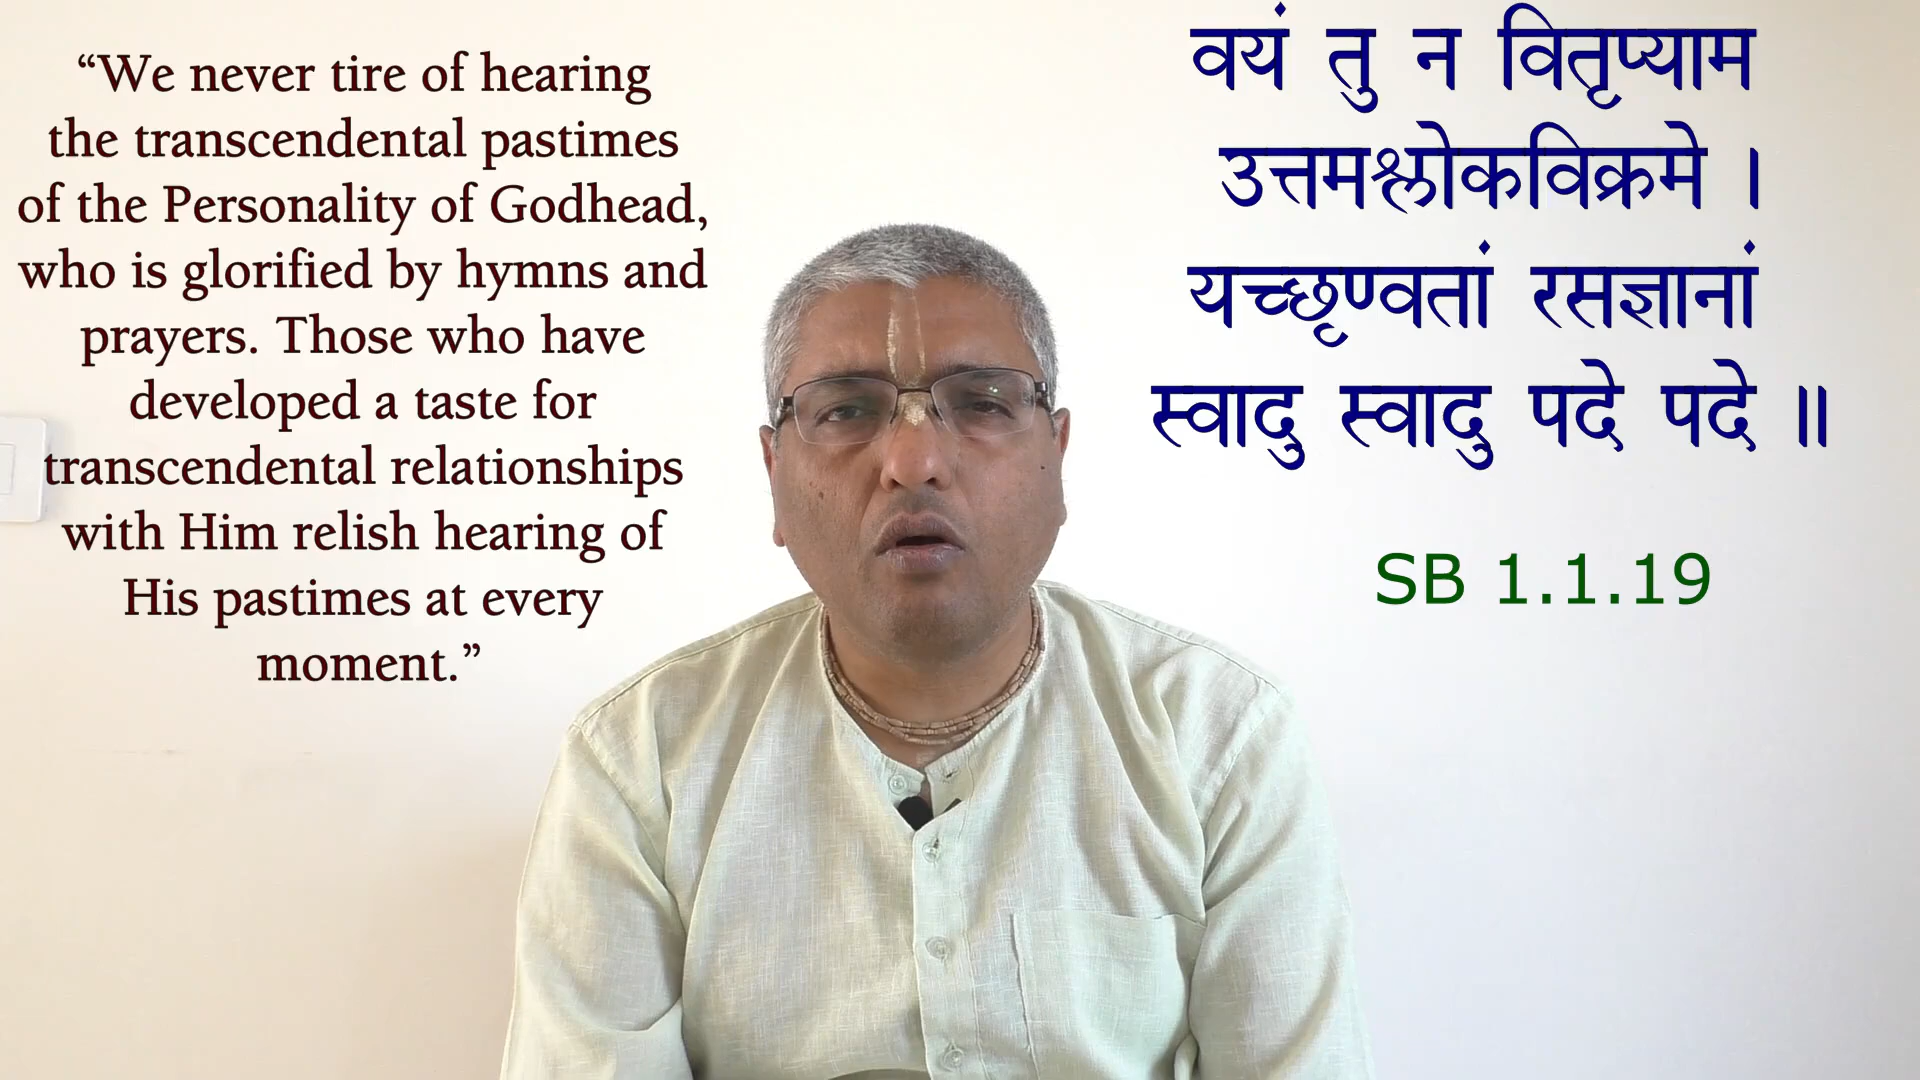 “We never tire of hearing
the transcendental pastimes
of the Personality of Godhead,
who is glorified by hymns and
prayers. Those who have
developed a taste for
transcendental relationships
with Him relish hearing of
His pastimes at every
moment.”
वयं तु न वितृप्याम
उत्तमश्लोकविक्रमे ।
यच्छृण्वतां रसज्ञानां
स्वादु स्वादु पदे पदे ॥
SB 1.1.19